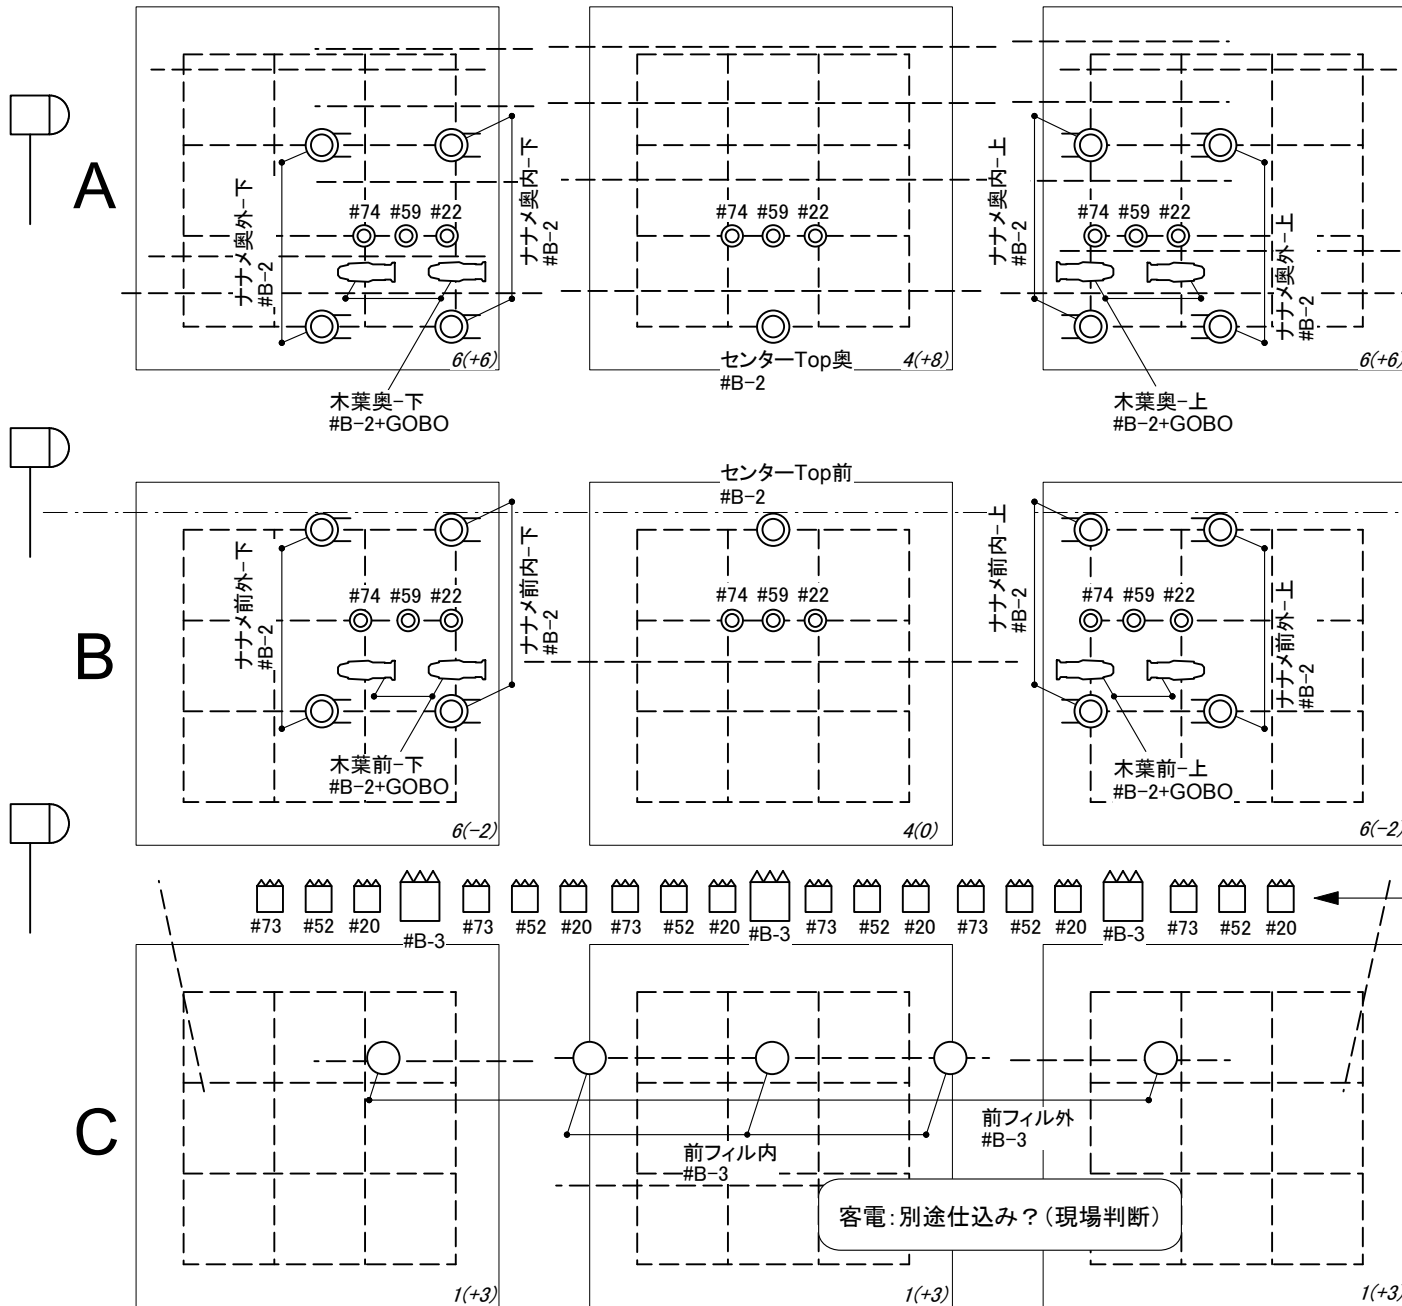 A
ナナメ奥外-下
#B-2
ナナメ奥内-下
#B-2
#74 #59 #22
#74 #59 #22
ナナメ奥内-上
#B-2
#74 #59 #22
ナナメ奥外-上
#B-2
6(+6)
センターTop奥
#B-2
4(+8)
6(+6)
木葉奥-下
#B-2+GOBO
木葉奥-上
#B-2+GOBO
B
センターTop前
#B-2
ナナメ前外-下
#B-2
ナナメ前内-下
#B-2
#74 #59 #22
#74 #59 #22
ナナメ前内-上
#B-2
#74 #59 #22
ナナメ前外-上
#B-2
木葉前-下
#B-2+GOBO
木葉前-上
#B-2+GOBO
6(-2)
4(0)
6(-2)
#73 #52 #20 #B-3 #73 #52 #20 #73 #52 #20 #B-3 #73 #52 #20 #73 #52 #20 #B-3 #73 #52 #20
C
前フィル外
#B-3
前フィル内
#B-3
客電:別途仕込み?(現場判断)
1(+3)
1(+3)
1(+3)